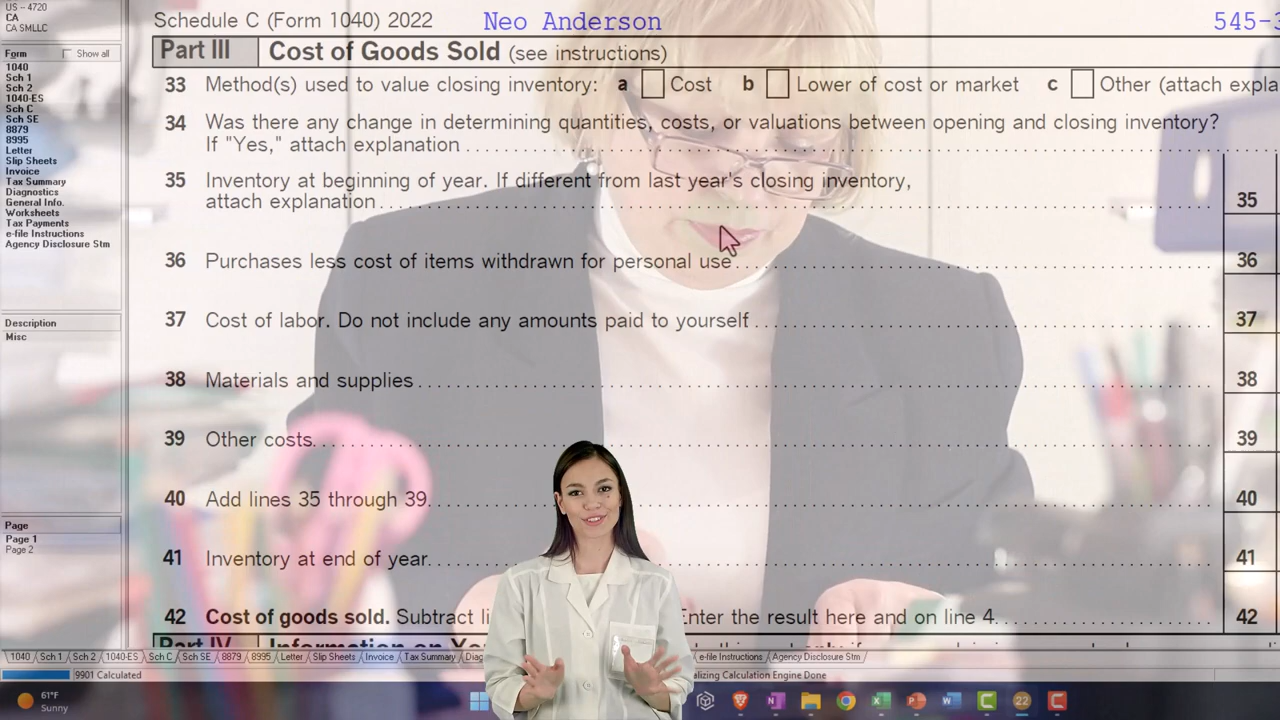 US -- 4720
CA
CA SMLLC
Form Show all
1040
Sch 1
Sch 2
1040-ES
Sch C
Sch SE
8879
8995
Letter
Slip Sheets
Invoice
Tax Summary
Diagnostics
General Info.
Worksheets
Tax Payments
e-file Instructions
Agency Disclosure Stm
Description
Misc
Page
Page 1
Page 2
Schedule C (Form 1040) 2022 Neo Anderson 545-3
Part III Cost of Goods Sold (see instructions)
33 Method(s) used to value closing inventory: a Cost b Lower of cost or market c Other (attach expla
34 Was there any change in determining quantities, costs, or valuations between opening and closing inventory?
If "Yes," attach explanation
35 Inventory at beginning of year. If different from last year's closing inventory,
attach explanation 35
36 Purchases less cost of items withdrawn for personal use 36
37 Cost of labor. Do not include any amounts paid to yourself 37
38 Materials and supplies 38
39 Other costs 39
40 Add lines 35 through 39 40
41 Inventory at end of year 41
42 Cost of goods sold. Subtract li Enter the result here and on line 4 42
Part IV Information on Yo
1040 Sch 1 Sch 2 1040-ES Sch C Sch SE 8879 8995 Letter Slip Sheets Invoice Tax Summary Diag e-file Instructions Agency Disclosure Stm
9901 Calculated alizing Calculation Engine Done
61°F
Sunny
22